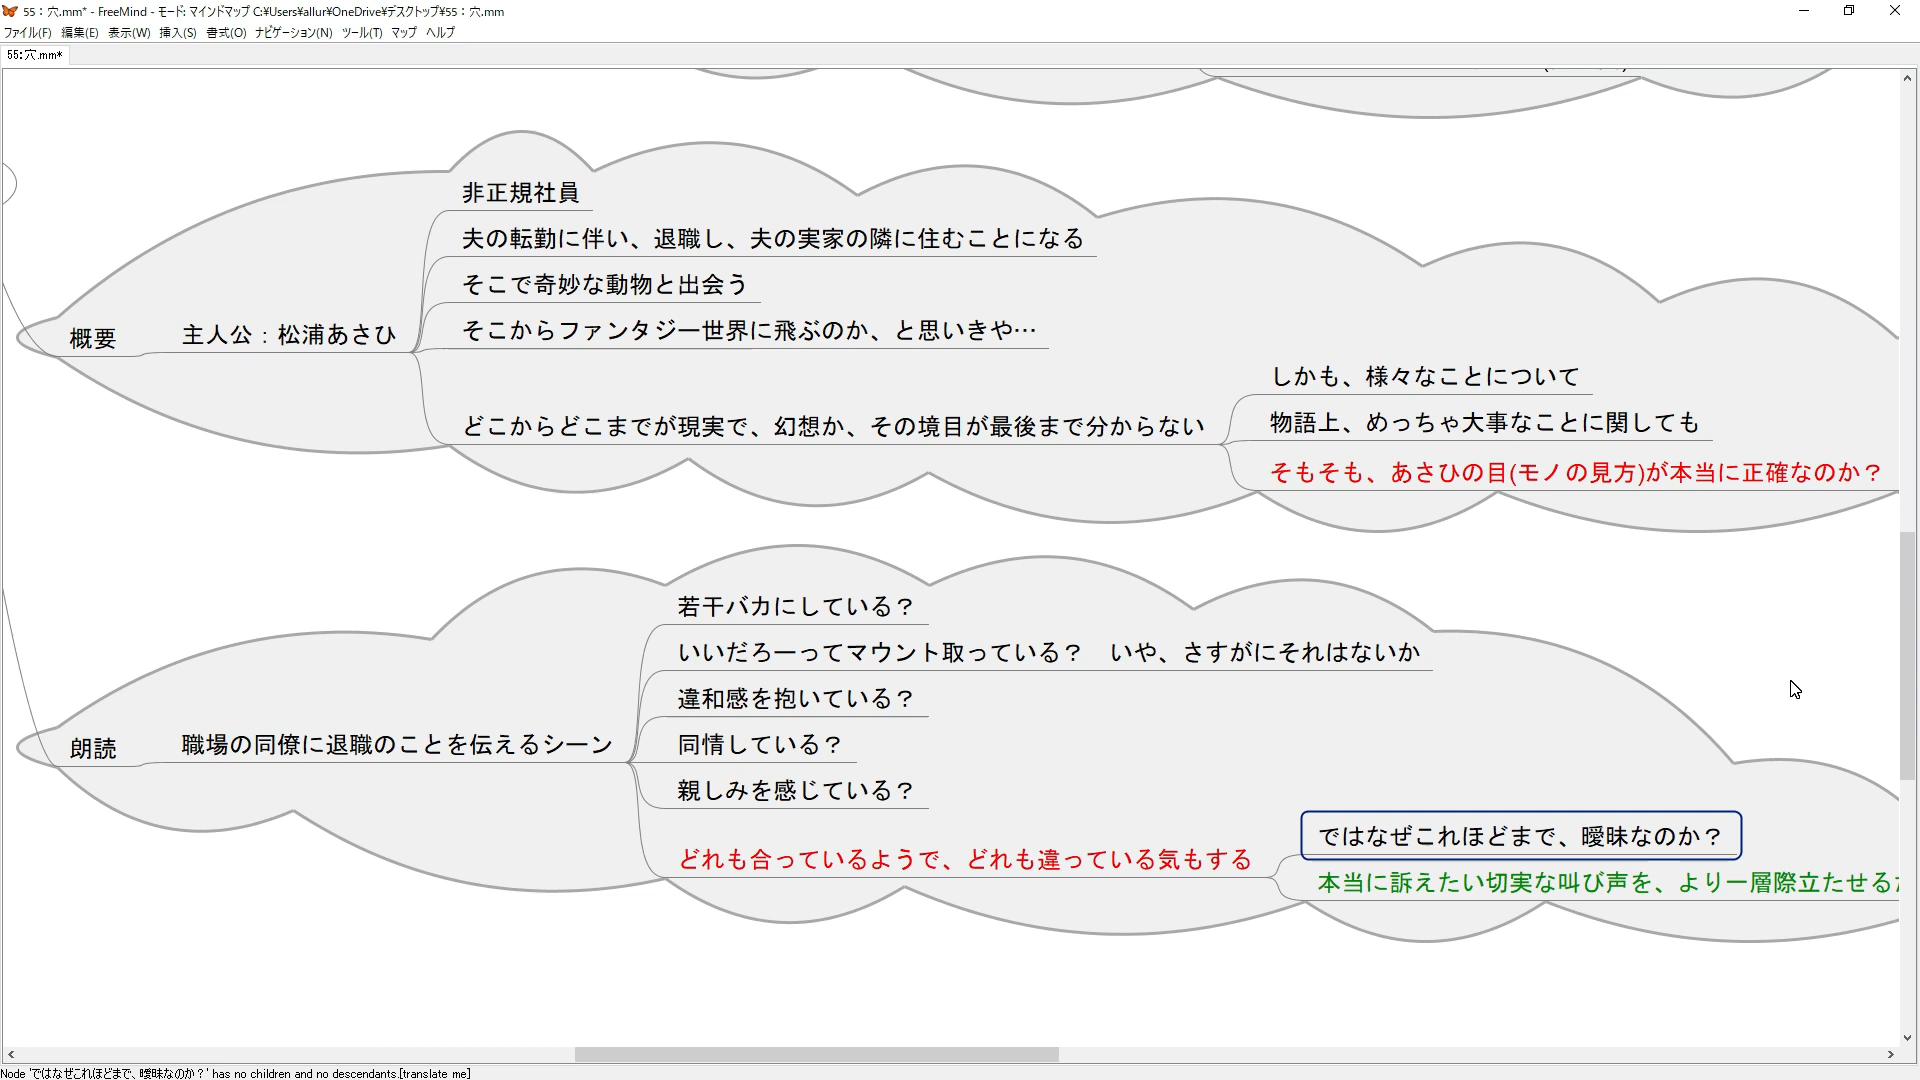 55：穴.mm* - FreeMind - モード: マインドマップ C:¥Users¥allur¥OneDrive¥デスクトップ¥55：穴.mm
ファイル(F) 編集(E) 表示(W) 挿入(S) 書式(O) ナビゲーション(N) ツール(T) マップ ヘルプ
55:穴.mm*
非正規社員
夫の転勤に伴い、退職し、夫の実家の隣に住むことになる
そこで奇妙な動物と出会う
そこからファンタジー世界に飛ぶのか、と思いきや…
概要
主人公：松浦あさひ
どこからどこまでが現実で、幻想か、その境目が最後まで分からない
しかも、様々なことについて
物語上、めっちゃ大事なことに関しても
そもそも、あさひの目(モノの見方)が本当に正確なのか？
若干バカにしている？
いいだろーってマウント取っている？　いや、さすがにそれはないか
違和感を抱いている？
同情している？
親しみを感じている？
朗読
職場の同僚に退職のことを伝えるシーン
どれも合っているようで、どれも違っている気もする
ではなぜこれほどまで、曖昧なのか？
本当に訴えたい切実な叫び声を、より一層際立たせる
Node 'ではなぜこれほどまで、曖昧なのか？' has no children and no descendants.[translate me]